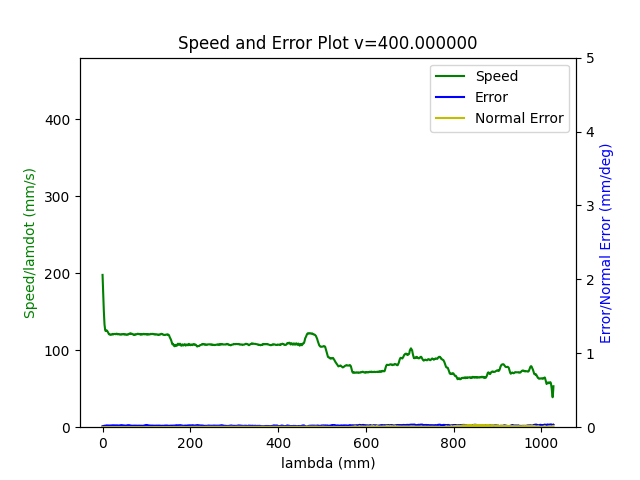 Speed and Error Plot v=400.000000
Speed
Error
Normal Error
Speed/lamdot (mm/s)
0
100
200
300
400
0
200
400
600
800
1000
lambda (mm)
0
1
2
3
4
5
Error/Normal Error (mm/deg)